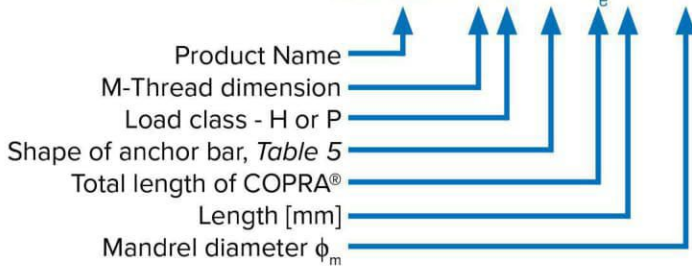 e
Product Name
M-Thread dimension
Load class - H or P
Shape of anchor bar, Table 5
Total length of COPRA®
Length [mm]
Mandrel diameter ϕm